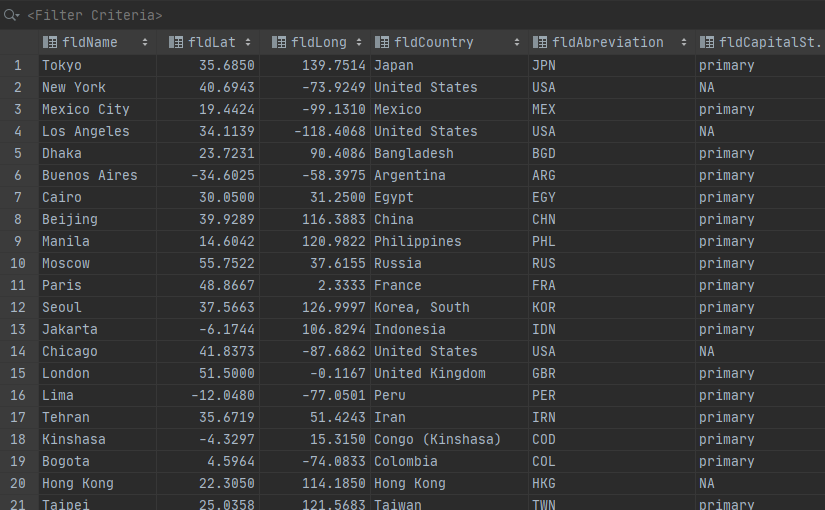 <Filter Criteria>
fldName fldLat fldLong fldCountry fldAbreviation fldCapitalSt.
1 Tokyo 35.6850 139.7514 Japan JPN primary
2 New York 40.6943 -73.9249 United States USA NA
3 Mexico City 19.4424 -99.1310 Mexico MEX primary
4 Los Angeles 34.1139 -118.4068 United States USA NA
5 Dhaka 23.7231 90.4086 Bangladesh BGD primary
6 Buenos Aires -34.6025 -58.3975 Argentina ARG primary
7 Cairo 30.0500 31.2500 Egypt EGY primary
8 Beijing 39.9289 116.3883 China CHN primary
9 Manila 14.6042 120.9822 Philippines PHL primary
10 Moscow 55.7522 37.6155 Russia RUS primary
11 Paris 48.8667 2.3333 France FRA primary
12 Seoul 37.5663 126.9997 Korea, South KOR primary
13 Jakarta -6.1744 106.8294 Indonesia IDN primary
14 Chicago 41.8373 -87.6862 United States USA NA
15 London 51.5000 -0.1167 United Kingdom GBR primary
16 Lima -12.0480 -77.0501 Peru PER primary
17 Tehran 35.6719 51.4243 Iran IRN primary
18 Kinshasa -4.3297 15.3150 Congo (Kinshasa) COD primary
19 Bogota 4.5964 -74.0833 Colombia COL primary
20 Hong Kong 22.3050 114.1850 Hong Kong HKG NA
21 Taipei 25.0358 121.5683 Taiwan TWN primary